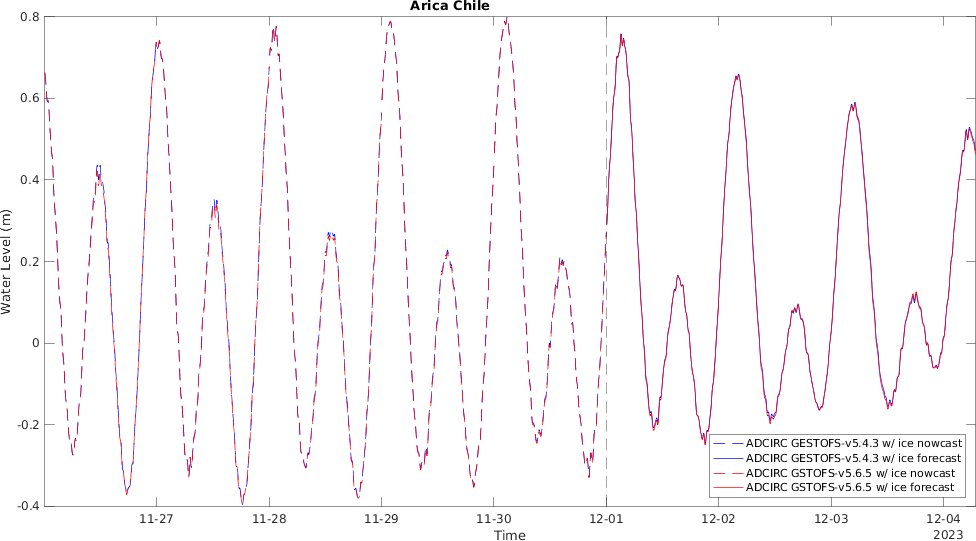 Arica Chile
0.8
0.6
0.4
0.2
0
-0.2
-0.4
Water Level (m)
11-27
11-28
11-29
11-30
12-01
12-02
12-03
12-04
Time
2023
ADCIRC GESTOFS-v5.4.3 w/ ice nowcast
ADCIRC GESTOFS-v5.4.3 w/ ice forecast
ADCIRC GSTOFS-v5.6.5 w/ ice nowcast
ADCIRC GSTOFS-v5.6.5 w/ ice forecast